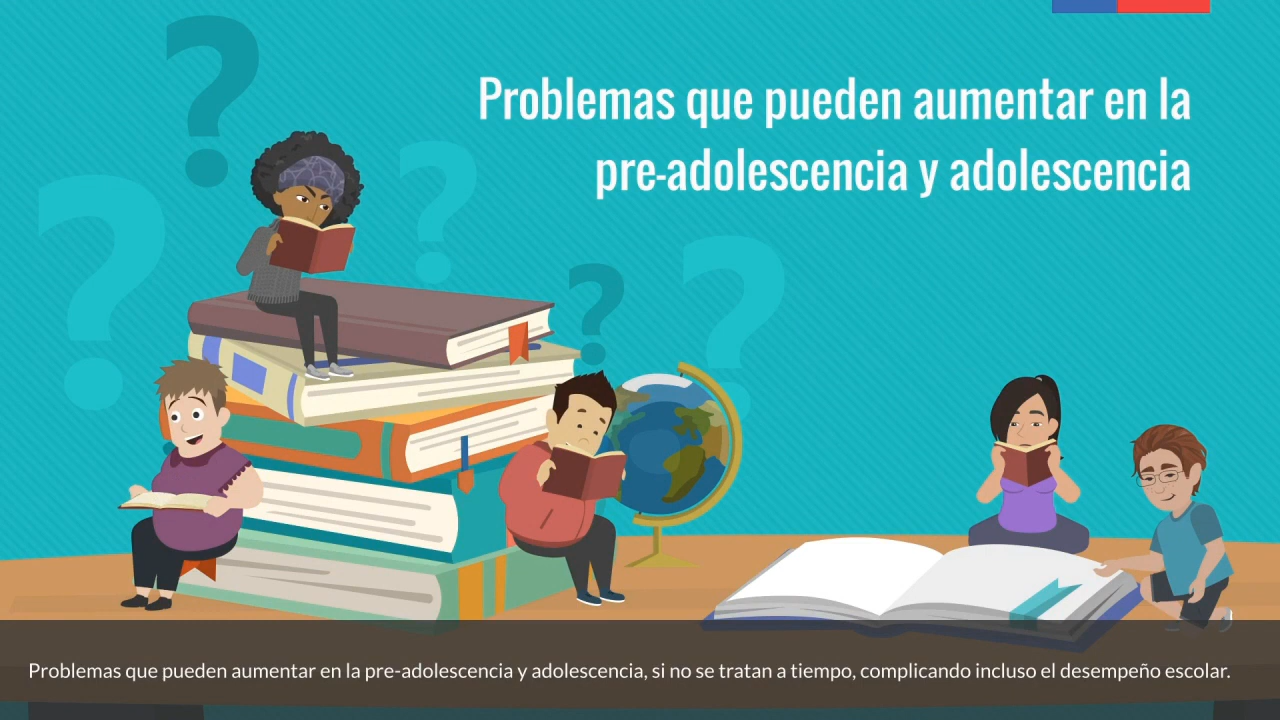 Problemas que pueden aumentar en la
pre-adolescencia y adolescencia
Problemas que pueden aumentar en la pre-adolescencia y adolescencia, si no se tratan a tiempo, complicando incluso el desempeño escolar.